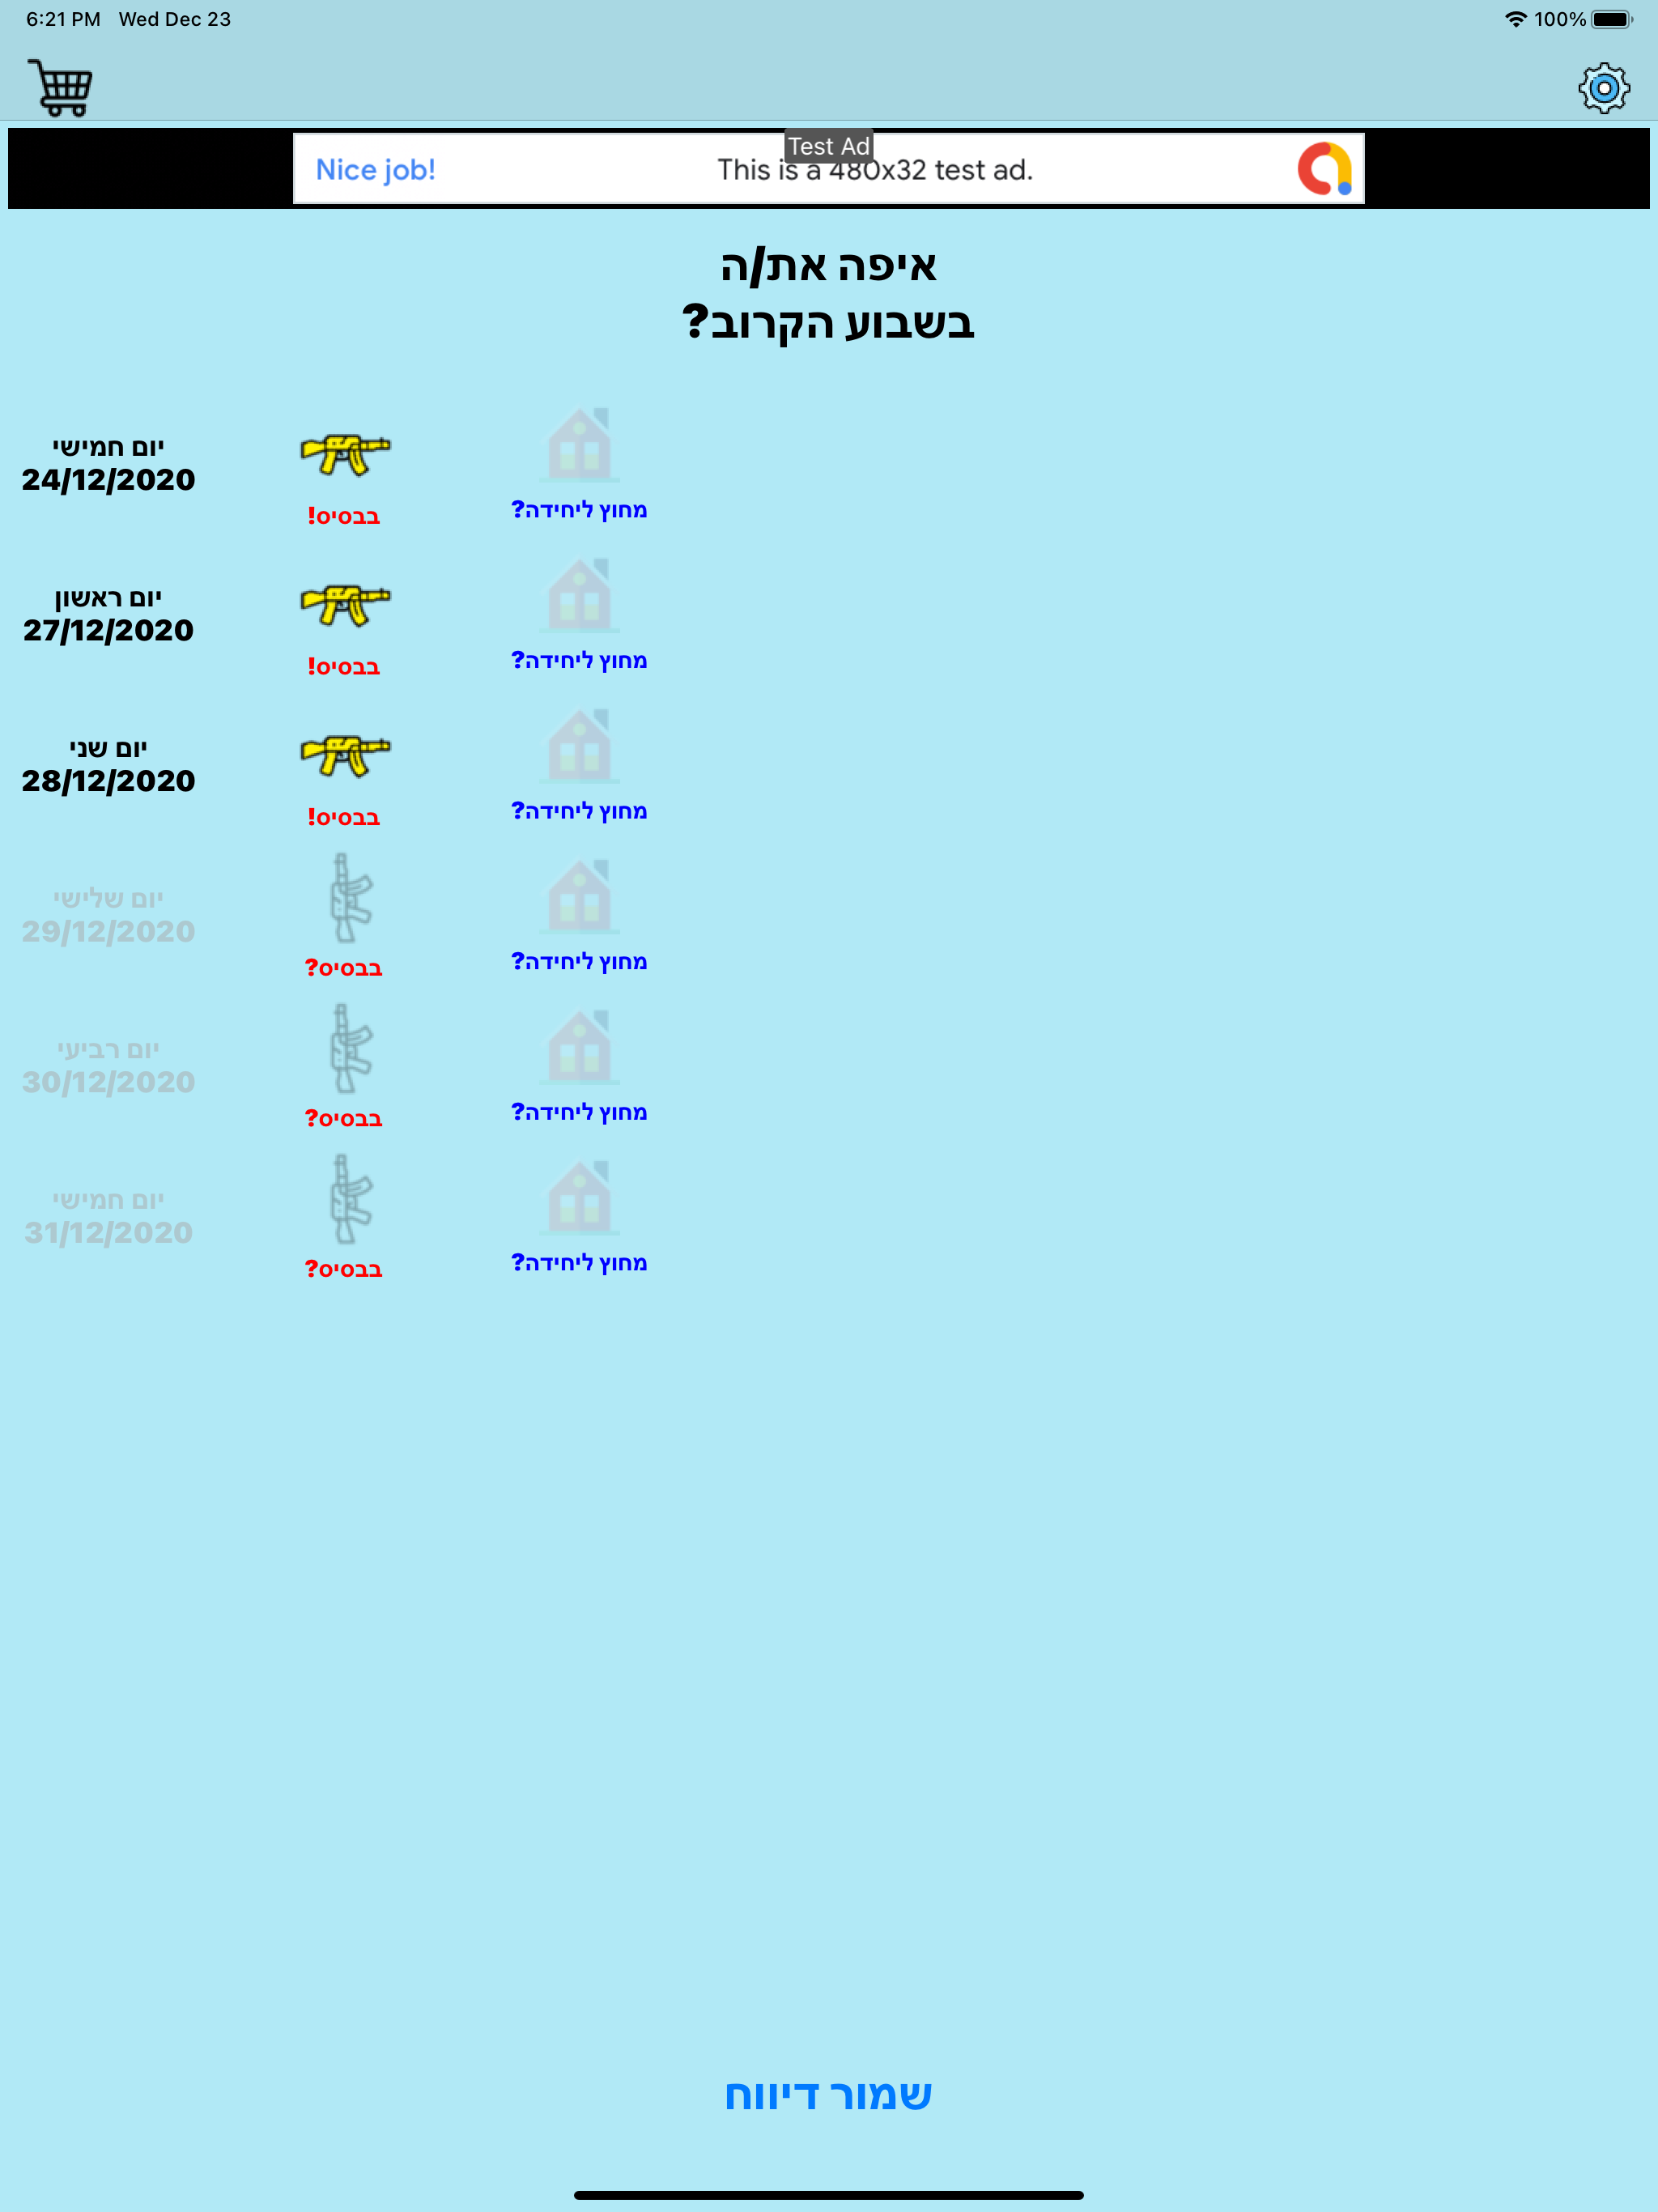 6:21 PM Wed Dec 23 100%
Test Ad
Nice job! This is a 480x32 test ad.
איפה את/ה
בשבוע הקרוב?
יום חמישי
24/12/2020
בבסיס!
מחוץ ליחידה?
יום ראשון
27/12/2020
בבסיס!
מחוץ ליחידה?
יום שני
28/12/2020
בבסיס!
מחוץ ליחידה?
יום שלישי
29/12/2020
בבסיס?
מחוץ ליחידה?
יום רביעי
30/12/2020
בבסיס?
מחוץ ליחידה?
יום חמישי
31/12/2020
בבסיס?
מחוץ ליחידה?
שמור דיווח